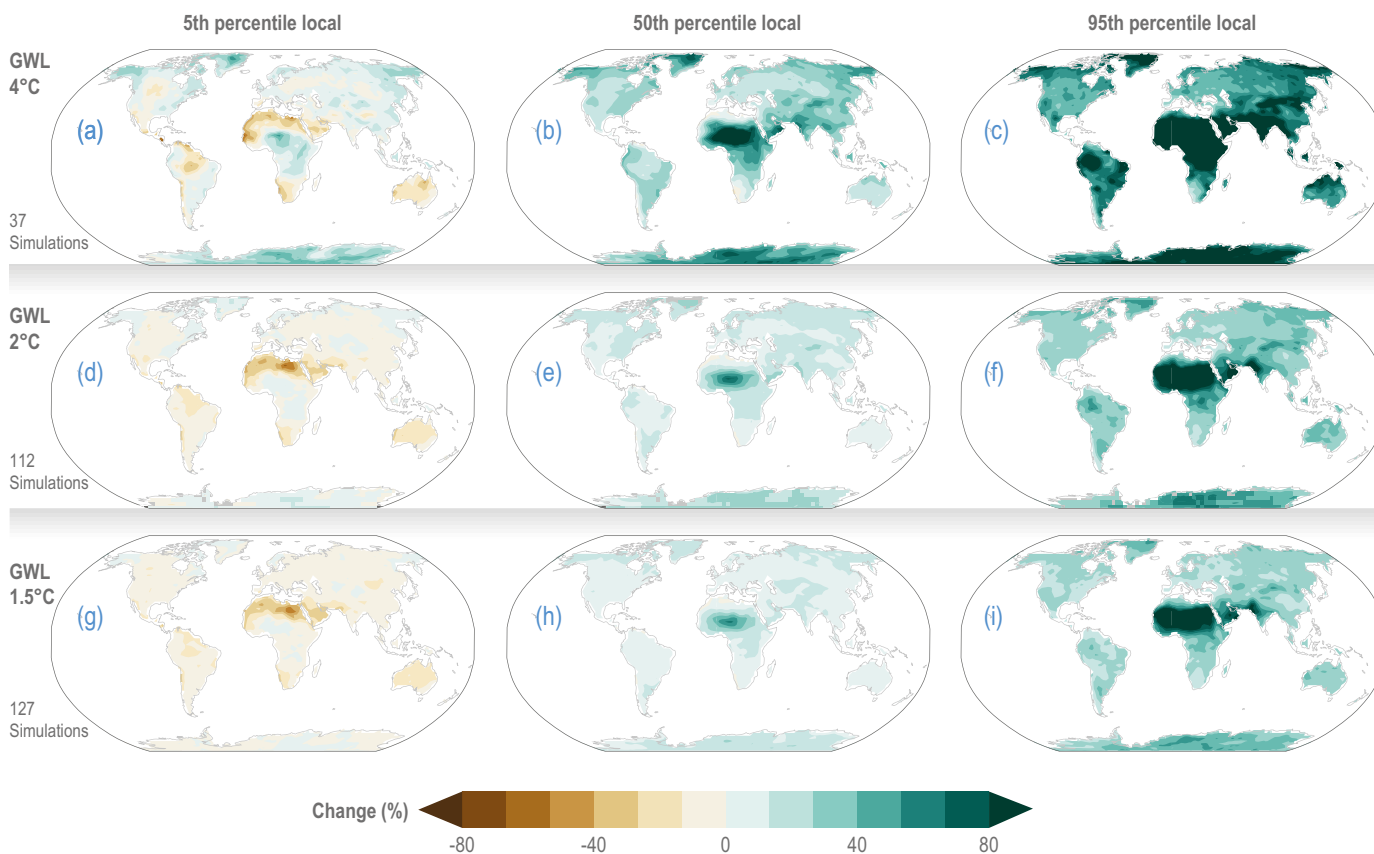 5th percentile local
50th percentile local
95th percentile local
GWL
4°C
(a)
(b)
(c)
37
Simulations
GWL
2°C
(d)
(e)
(f)
112
Simulations
GWL
1.5°C
(g)
(h)
(i)
127
Simulations
Change (%)
-80
-40
0
40
80